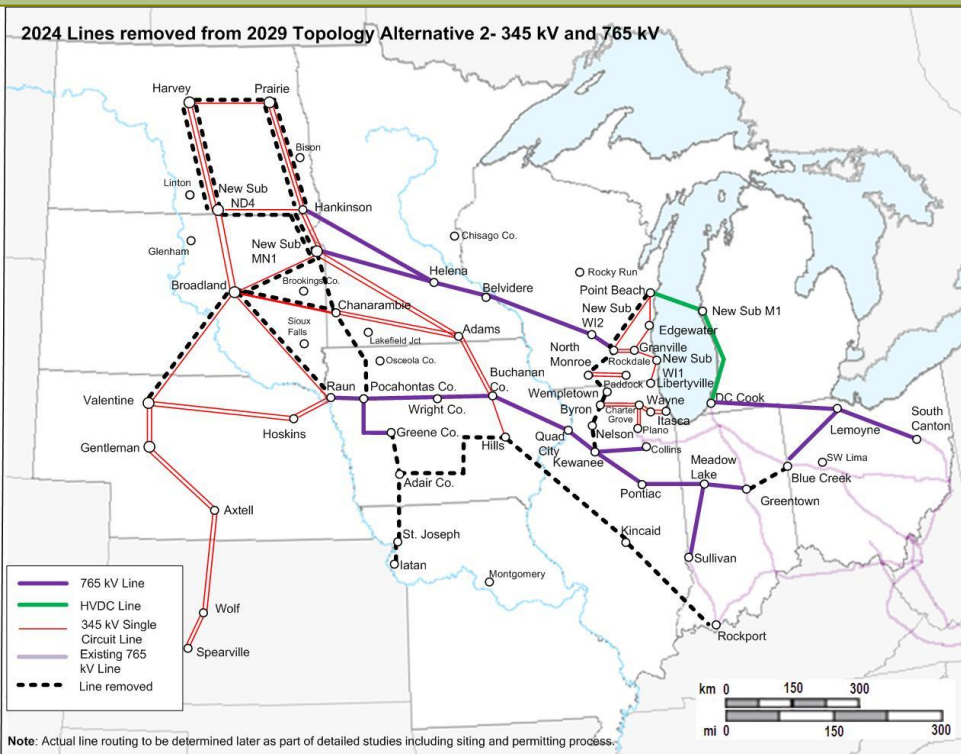 2024 Lines removed from 2029 Topology Alternative 2- 345 kV and 765 kV
Harvey
Prairie
Bison
Linton
New Sub
ND4
Hankinson
Glenham
New Sub
MN1
Chisago Co.
Rocky Run
Helena
Belvidere
Point Beach
New Sub
WI2
New Sub M1
Broadland
Brookings Co.
Chanarambie
Edgewater
Sioux
Falls
Lakefield Jct
Adams
North
Monroe
Granville
Rockdale
New Sub
WI1
Osceola Co.
Buchanan
Co.
Paddock
Libertyville
Raun
Pocahontas Co.
Wempletown
Wayne
DC Cook
Valentine
Wright Co.
Byron
Charter
Grove
Itasca
South
Canton
Hoskins
Greene Co.
Hills
Quad
City
Nelson
Plano
Lemoyne
Gentleman
Kewanee
Collins
Meadow
Lake
SW Lima
Blue Creek
Adair Co.
Pontiac
Greentown
Axtell
St. Joseph
Kincaid
Iatan
Sullivan
Montgomery
Wolf
Rockport
Spearville
765 kV Line
HVDC Line
345 kV Single
Circuit Line
Existing 765
kV Line
Line removed
km 0 150 300
mi 0 150 300
Note: Actual line routing to be determined later as part of detailed studies including siting and permitting process.